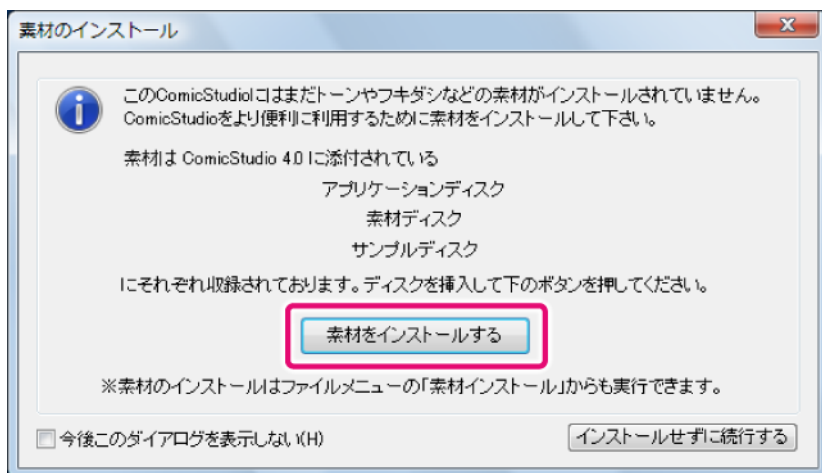 素材のインストール
このComicStudioにはまだトーンやフキダシなどの素材がインストールされていません。
ComicStudioをより便利に利用するために素材をインストールして下さい。
素材は ComicStudio 4.0 に添付されている
アプリケーションディスク
素材ディスク
サンプルディスク
にそれぞれ収録されております。ディスクを挿入して下のボタンを押してください。
素材をインストールする
※素材のインストールはファイルメニューの「素材インストール」からも実行できます。
今後このダイアログを表示しない(H)
インストールせずに続行する